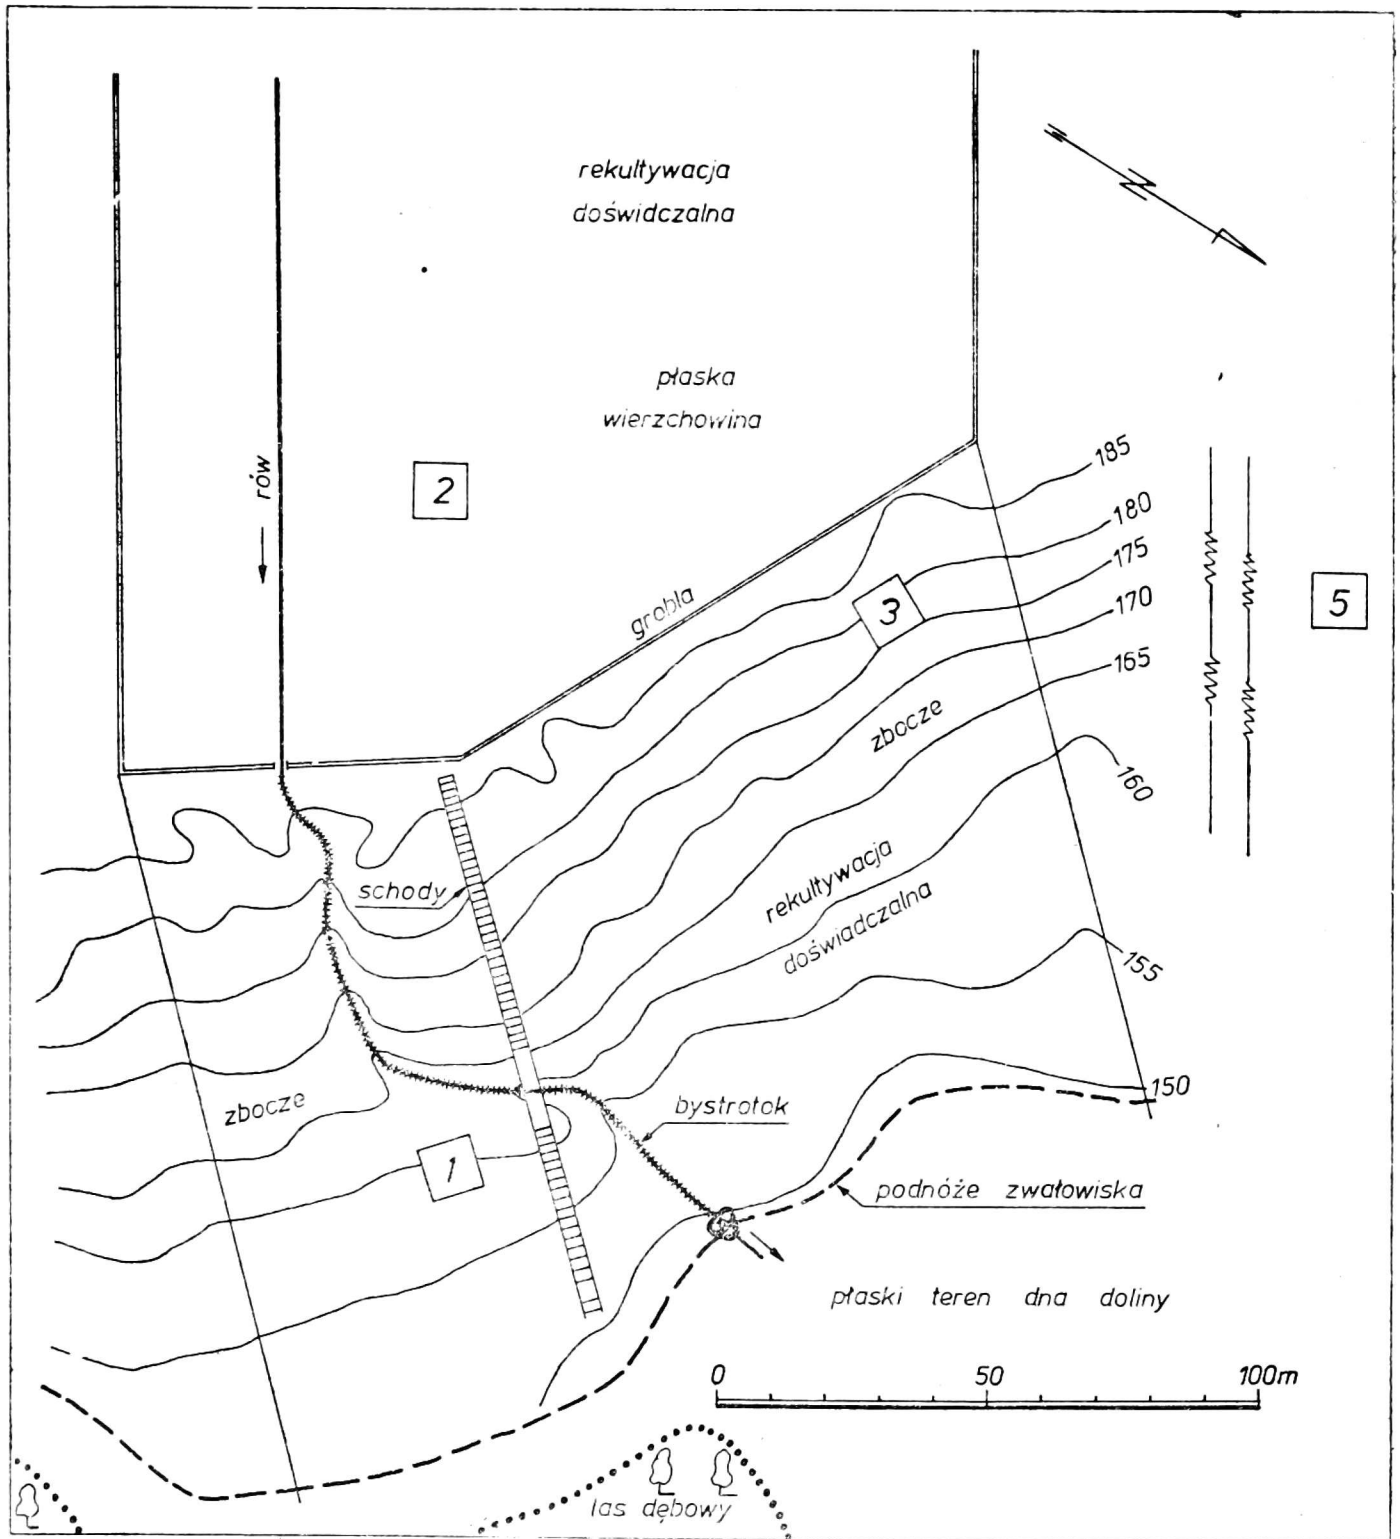 rekultywacja
doświdczalna
N
płaska
wierzchowina
rów
2
185
180
175
170
165
160
155
150
grobla
3
5
zbocze
schody
rekultywacja
doświadczalna
zbocze
1
bystrotok
podnóże zwałowiska
płaski teren dna doliny
0 50 100m
las dębowy